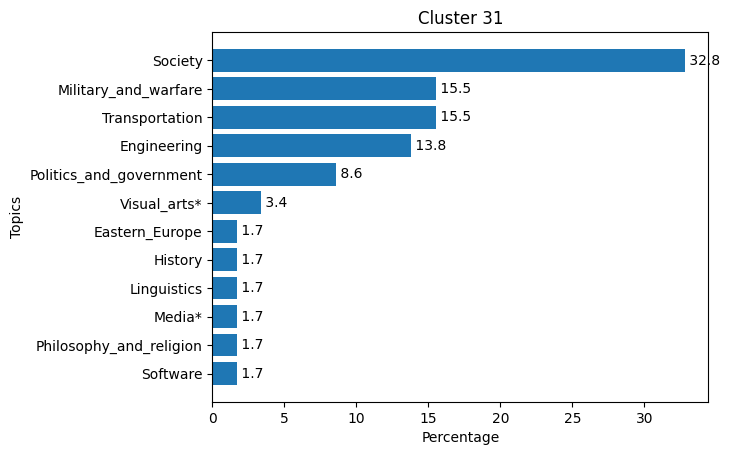 Cluster 31
Topics
Society 32.8
Military_and_warfare 15.5
Transportation 15.5
Engineering 13.8
Politics_and_government 8.6
Visual_arts* 3.4
Eastern_Europe 1.7
History 1.7
Linguistics 1.7
Media* 1.7
Philosophy_and_religion 1.7
Software 1.7
0 5 10 15 20 25 30
Percentage